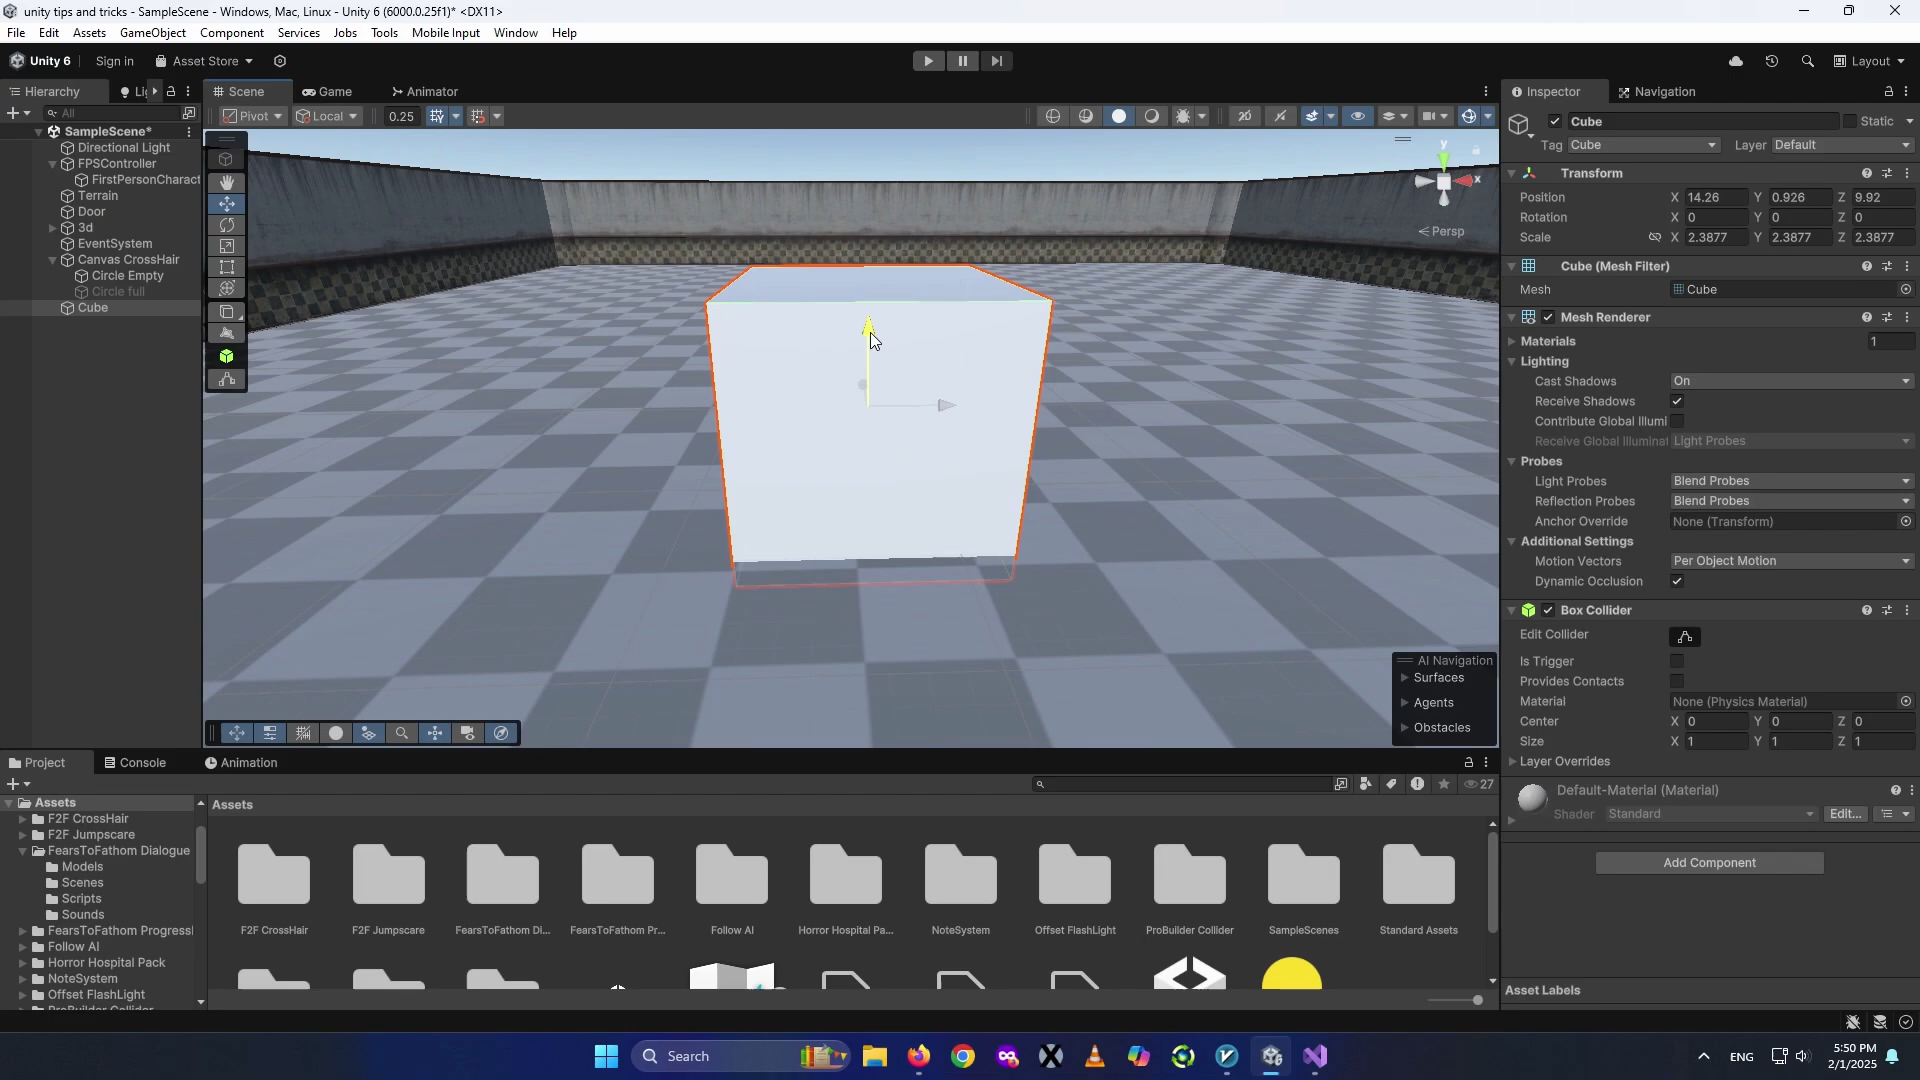 unity tips and tricks - SampleScene - Windows, Mac, Linux - Unity 6 (6000.0.25f1)* <DX11>
File Edit Assets GameObject Component Services Jobs Tools Mobile Input Window Help
Unity 6 Sign in Asset Store Layout
Hierarchy Li Scene Game Animator Inspector Navigation
All Pivot Local 0.25 2D
SampleScene*
Directional Light
FPSController
FirstPersonCharact
Terrain
Door
3d
EventSystem
Canvas CrossHair
Circle Empty
Circle full
Cube
y
x
Persp
AI Navigation
Surfaces
Agents
Obstacles
Cube Static
Tag Cube Layer Default
Transform
Position X 14.26 Y 0.926 Z 9.92
Rotation X 0 Y 0 Z 0
Scale X 2.3877 Y 2.3877 Z 2.3877
Cube (Mesh Filter)
Mesh Cube
Mesh Renderer
Materials 1
Lighting
Cast Shadows On
Receive Shadows
Contribute Global Illumi
Receive Global Illuminat Light Probes
Probes
Light Probes Blend Probes
Reflection Probes Blend Probes
Anchor Override None (Transform)
Additional Settings
Motion Vectors Per Object Motion
Dynamic Occlusion
Box Collider
Edit Collider
Is Trigger
Provides Contacts
Material None (Physics Material)
Center X 0 Y 0 Z 0
Size X 1 Y 1 Z 1
Layer Overrides
Default-Material (Material)
Shader Standard Edit...
Add Component
Asset Labels
Project Console Animation
27
Assets
F2F CrossHair
F2F Jumpscare
FearsToFathom Dialogue
Models
Scenes
Scripts
Sounds
FearsToFathom Progressi
Follow AI
Horror Hospital Pack
NoteSystem
Offset FlashLight
ProBuilder Collider
Assets
F2F CrossHair F2F Jumpscare FearsToFathom Di... FearsToFathom Pr... Follow AI Horror Hospital Pa... NoteSystem Offset FlashLight ProBuilder Collider SampleScenes Standard Assets
Search
ENG
5:50 PM
2/1/2025